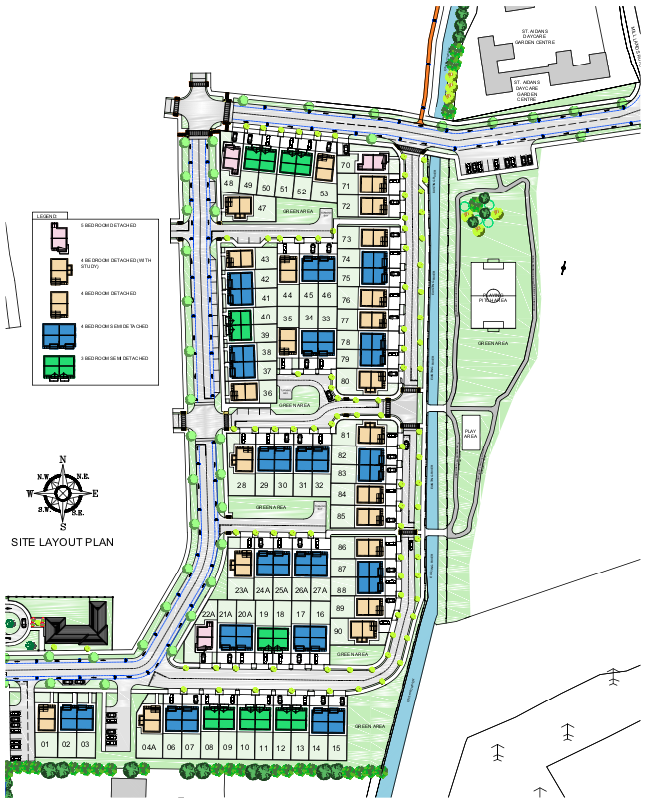 ST. AIDANS
DAYCARE
GARDEN CENTRE
ST. AIDANS
DAYCARE
GARDEN
CENTRE
70
71
72
48
49
50
51
52
53
47
GREEN AREA
LEGEND
5 BEDROOM DETACHED
4 BEDROOM DETACHED (WITH
STUDY)
4 BEDROOM DETACHED
4 BEDROOM SEMI DETACHED
3 BEDROOM SEMI DETACHED
73
74
75
76
77
78
79
80
43
42
41
40
39
38
37
36
44
45
46
35
34
33
PLAYING
PITCH AREA
GREEN AREA
GREEN AREA
PLAY
AREA
81
82
83
84
85
28
29
30
31
32
GREEN AREA
N
N.W.
N.E.
W
E
S.W.
S.E.
S
SITE LAYOUT PLAN
86
87
88
89
90
23A
24A
25A
26A
27A
22A
21A
20A
19
18
17
16
GREEN AREA
01
02
03
04A
06
07
08
09
10
11
12
13
14
15
GREEN AREA